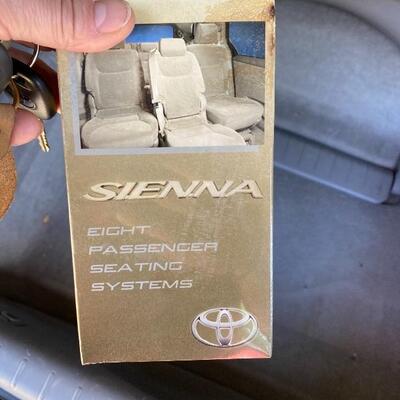 SIENNA
EIGHT
PASSENGER
SEATING
SYSTEMS